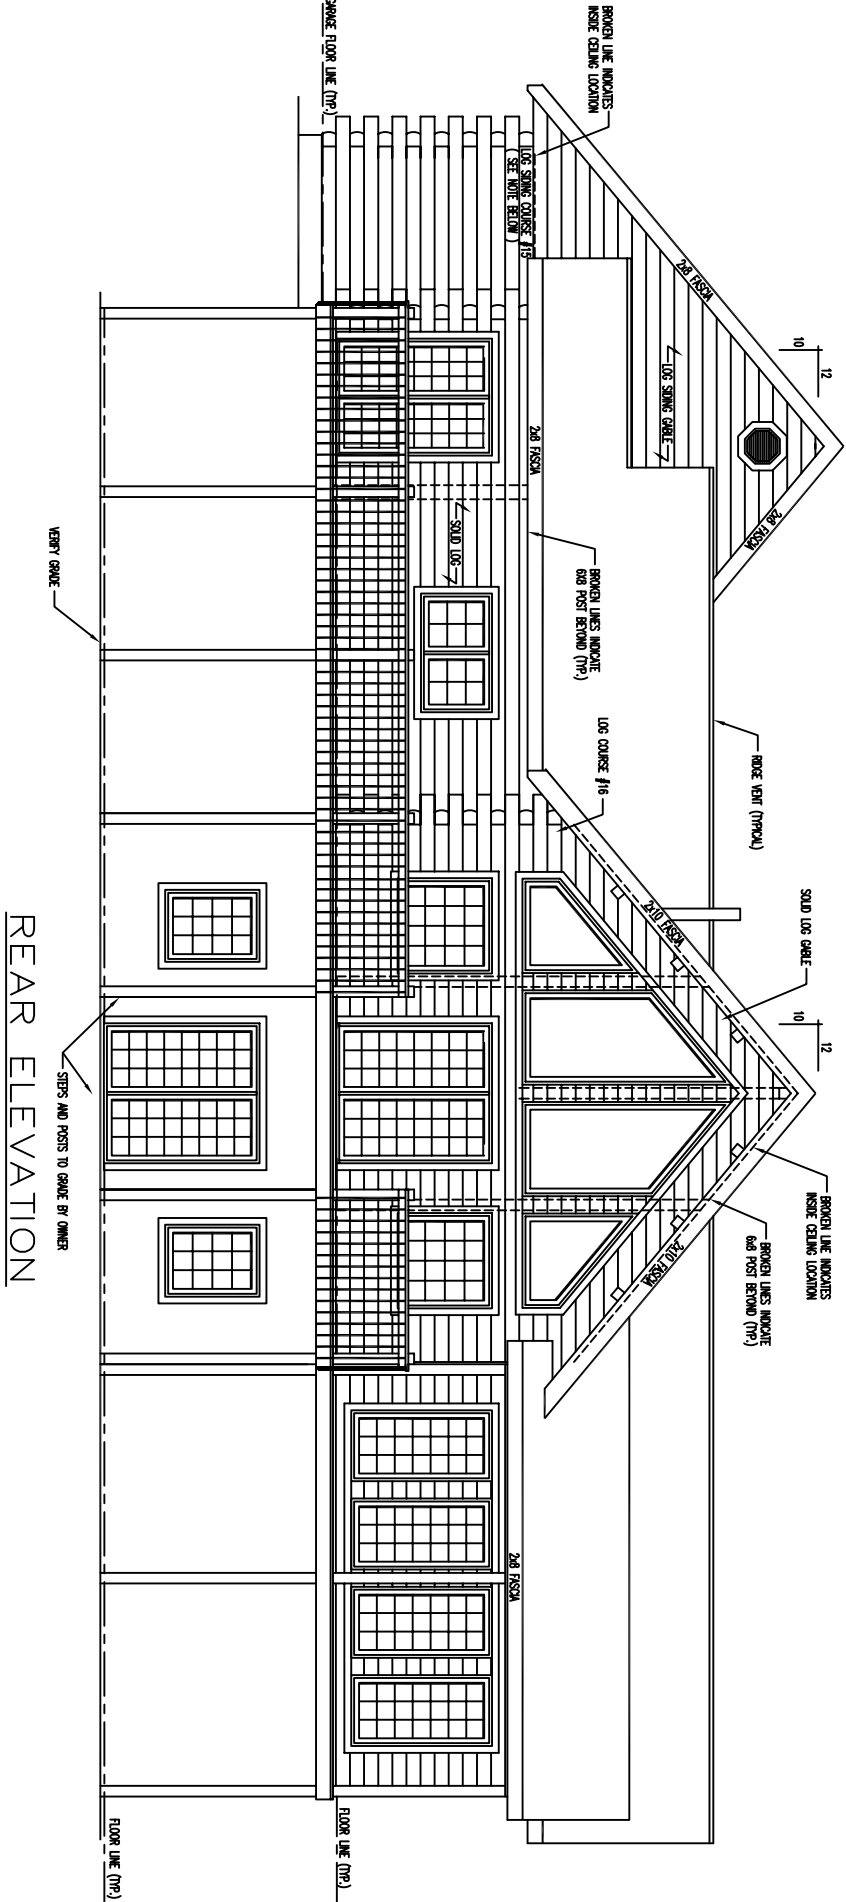 BROKEN LINE INDICATES
INSIDE CEILING LOCATION
GARAGE FLOOR LINE (TYP.)
LOG SIDING COURSE #15
( SEE NOTE BELOW )
2x8 FASCIA
10
12
LOG SIDING GABLE
2x8 FASCIA
2x8 FASCIA
SOLID LOG
BROKEN LINES INDICATE
6X8 POST BEYOND (TYP.)
VERIFY GRADE
RIDGE VENT (TYPICAL)
LOG COURSE #16
SOLID LOG GABLE
2x10 FASCIA
10
12
BROKEN LINE INDICATES
INSIDE CEILING LOCATION
BROKEN LINES INDICATE
6x8 POST BEYOND (TYP.)
2x10 FASCIA
STEPS AND POSTS TO GRADE BY OWNER
2x8 FASCIA
FLOOR LINE (TYP.)
FLOOR LINE (TYP.)
REAR ELEVATION